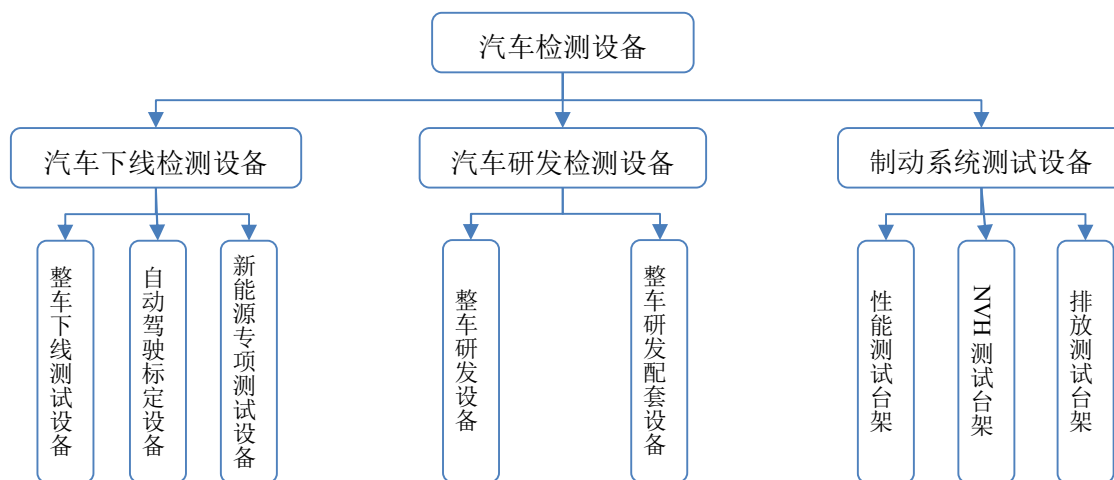 汽车检测设备
汽车下线检测设备
汽车研发检测设备
制动系统测试设备
整车下线测试设备
自动驾驶标定设备
新能源专项测试设备
整车研发设备
整车研发配套设备
性能测试台架
NVH 测试台架
排放测试台架